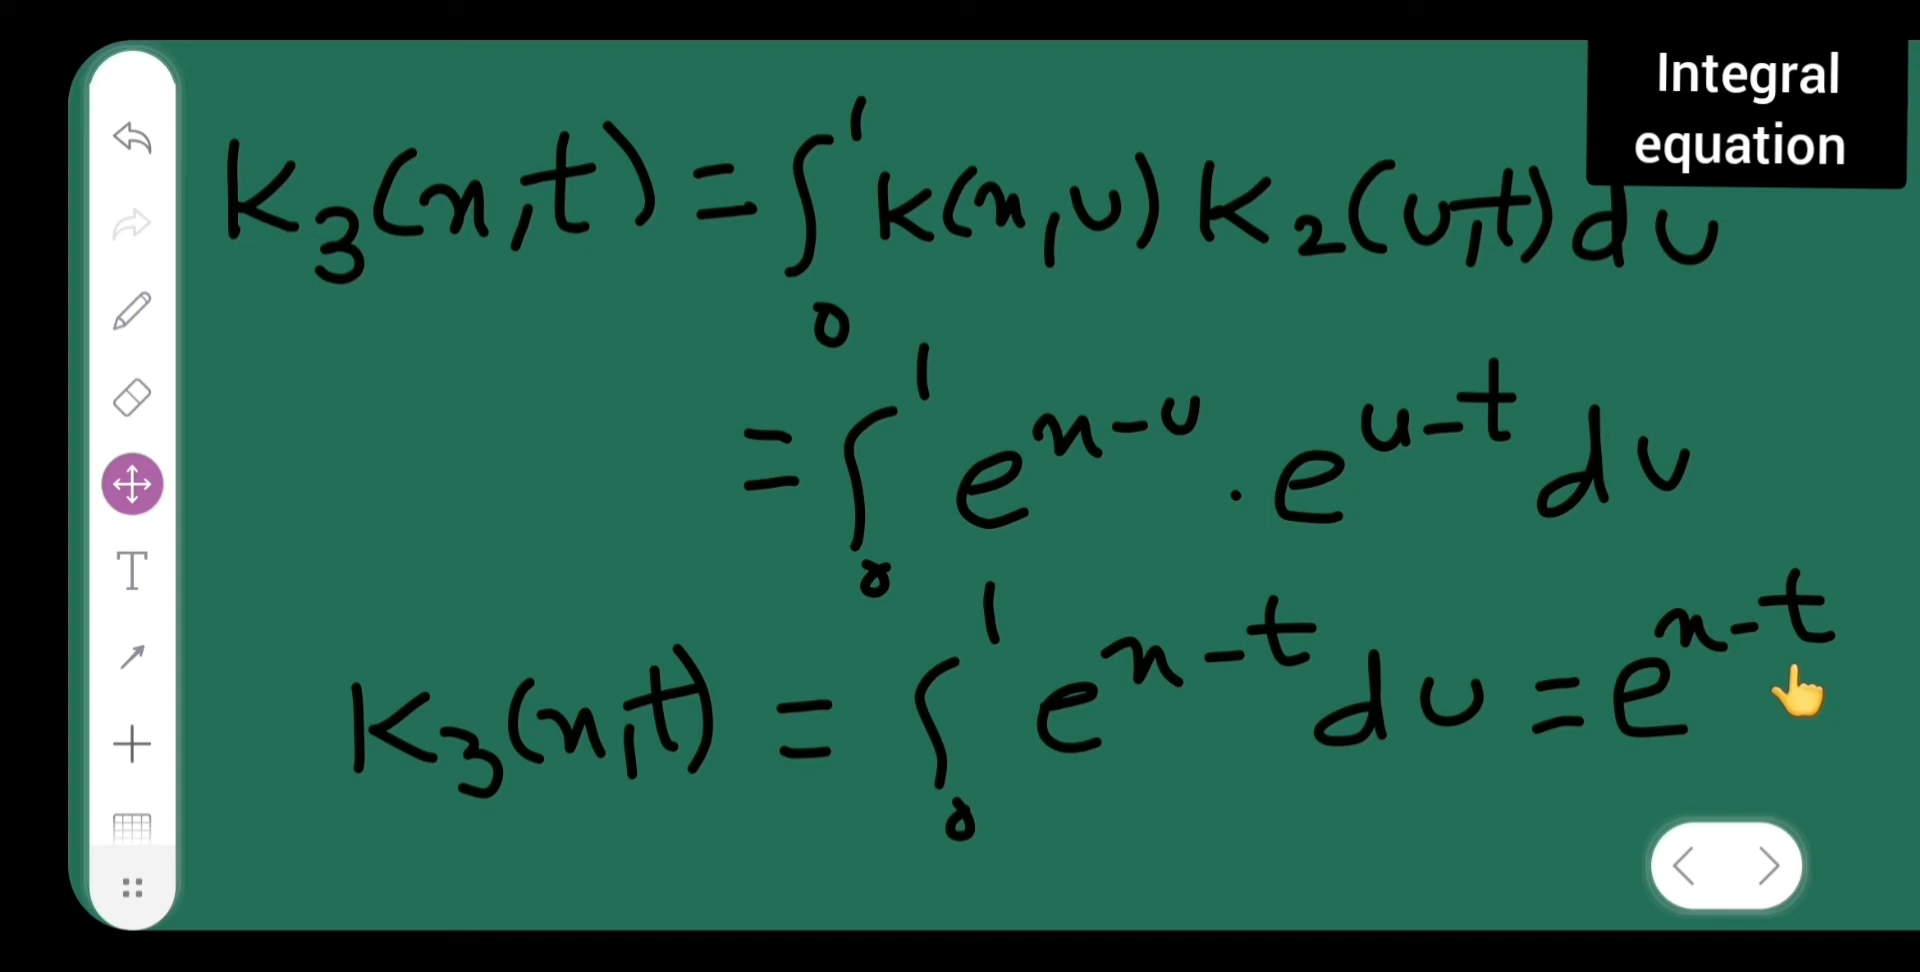 Integral
equation
K₃(x,t) = ∫₀¹ K(x,u) K₂(u,t) du
= ∫₀¹ e^{x-u} . e^{u-t} du
K₃(x,t) = ∫₀¹ e^{x-t} du = e^{x-t}
T